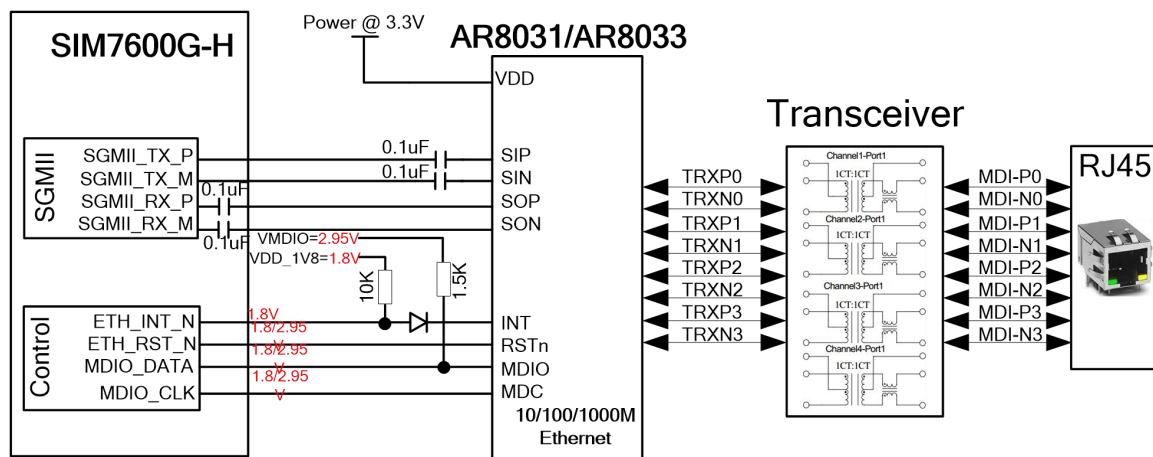 SIM7600G-H
Power @ 3.3V
AR8031/AR8033
VDD
SGMII
SGMII_TX_P
SGMII_TX_M
SGMII_RX_P
SGMII_RX_M
0.1uF
0.1uF
0.1uF
0.1uF
SIP
SIN
SOP
SON
VMDIO=2.95V
VDD_1V8=1.8V
10K
1.5K
Control
ETH_INT_N
ETH_RST_N
MDIO_DATA
MDIO_CLK
1.8V
1.8/2.95
V
1.8/2.95
V
1.8/2.95
V
INT
RSTn
MDIO
MDC
10/100/1000M
Ethernet
TRXP0
TRXN0
TRXP1
TRXN1
TRXP2
TRXN2
TRXP3
TRXN3
Transceiver
Channel1-Port1
1CT:1CT
Channel2-Port1
1CT:1CT
Channel3-Port1
1CT:1CT
Channel4-Port1
1CT:1CT
MDI-P0
MDI-N0
MDI-P1
MDI-N1
MDI-P2
MDI-N2
MDI-P3
MDI-N3
RJ45